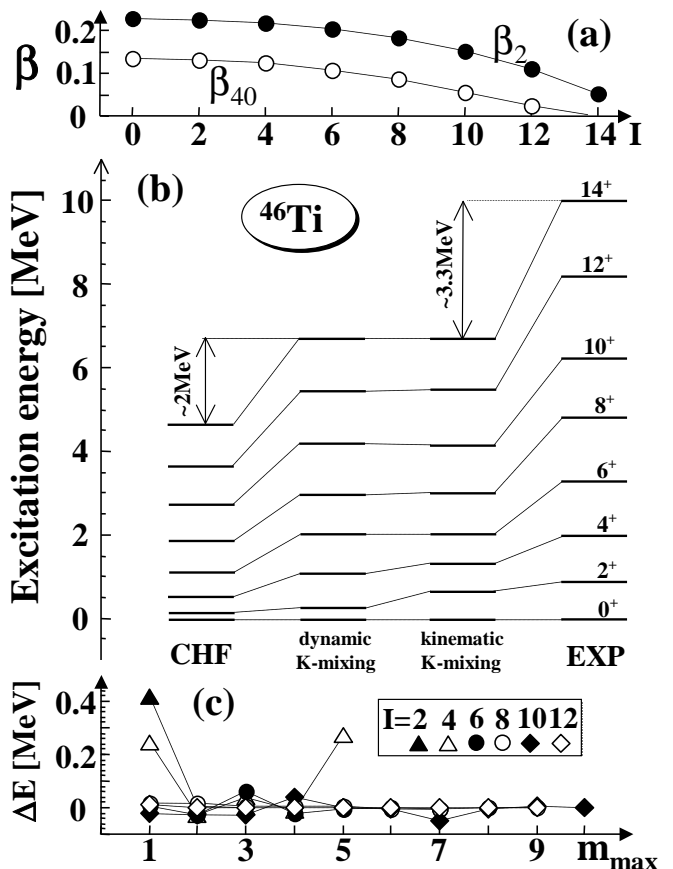 0.2
β₂
(a)
β
0.1
β₄₀
0
0 2 4 6 8 10 12 14 I
(b)
10
⁴⁶Ti
14⁺
Excitation energy [MeV]
8
~3.3MeV
12⁺
6
10⁺
~2MeV
8⁺
4
6⁺
4⁺
2
2⁺
0
0⁺
CHF
dynamic
K-mixing
kinematic
K-mixing
EXP
(c)
ΔE [MeV]
0.4
I=2 4 6 8 10 12
0.2
0
1 3 5 7 9 m_max